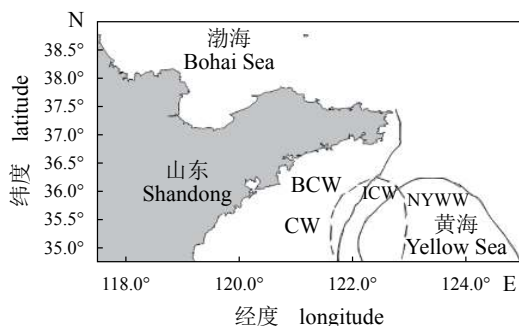 N
渤海
Bohai Sea
38.5°
38.0°
37.5°
37.0°
36.5°
36.0°
35.5°
35.0°
纬度 latitude
山东
Shandong
BCW
ICW
NYWW
CW
黄海
Yellow Sea
118.0°
120.0°
122.0°
124.0°
E
经度 longitude